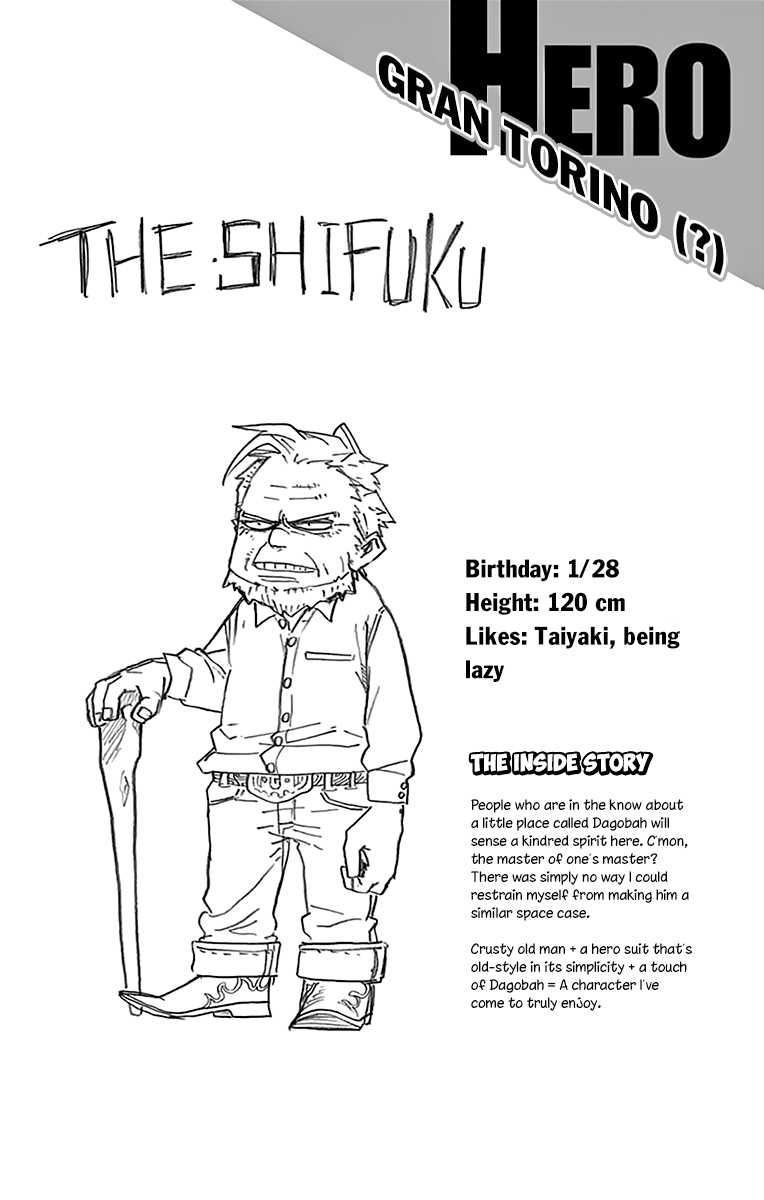 HERO
GRAN TORINO (?)
THE·SHIFUKU
Birthday: 1/28
Height: 120 cm
Likes: Taiyaki, being
lazy
THE INSIDE STORY
People who are in the know about
a little place called Dagobah will
sense a kindred spirit here. C'mon,
the master of one's master?
There was simply no way I could
restrain myself from making him a
similar space case.
Crusty old man + a hero suit that's
old-style in its simplicity + a touch
of Dagobah = A character I've
come to truly enjoy.